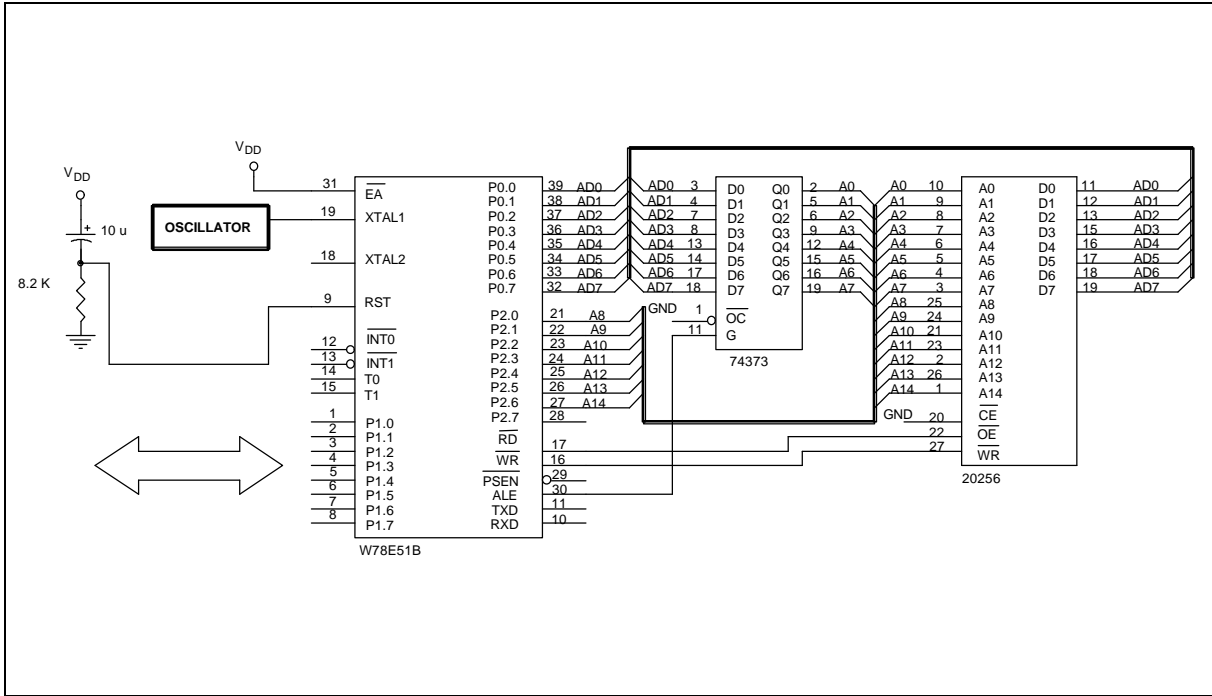 VDD
10 u
8.2 K
VDD
OSCILLATOR
31 EA
19 XTAL1
18 XTAL2
9 RST
12 INT0
13 INT1
14 T0
15 T1
1 P1.0
2 P1.1
3 P1.2
4 P1.3
5 P1.4
6 P1.5
7 P1.6
8 P1.7
P0.0 39 AD0
P0.1 38 AD1
P0.2 37 AD2
P0.3 36 AD3
P0.4 35 AD4
P0.5 34 AD5
P0.6 33 AD6
P0.7 32 AD7
P2.0 21 A8
P2.1 22 A9
P2.2 23 A10
P2.3 24 A11
P2.4 25 A12
P2.5 26 A13
P2.6 27 A14
P2.7 28
RD 17
WR 16
PSEN 29
ALE 30
TXD 11
RXD 10
W78E51B
AD0 3 D0 Q0 2 A0
AD1 4 D1 Q1 5 A1
AD2 7 D2 Q2 6 A2
AD3 8 D3 Q3 9 A3
AD4 13 D4 Q4 12 A4
AD5 14 D5 Q5 15 A5
AD6 17 D6 Q6 16 A6
AD7 18 D7 Q7 19 A7
GND 1 OC
11 G
74373
A0 10 A0 D0 11 AD0
A1 9 A1 D1 12 AD1
A2 8 A2 D2 13 AD2
A3 7 A3 D3 15 AD3
A4 6 A4 D4 16 AD4
A5 5 A5 D5 17 AD5
A6 4 A6 D6 18 AD6
A7 3 A7 D7 19 AD7
A8 25 A8
A9 24 A9
A10 21 A10
A11 23 A11
A12 2 A12
A13 26 A13
A14 1 A14
GND 20 CE
22 OE
27 WR
20256